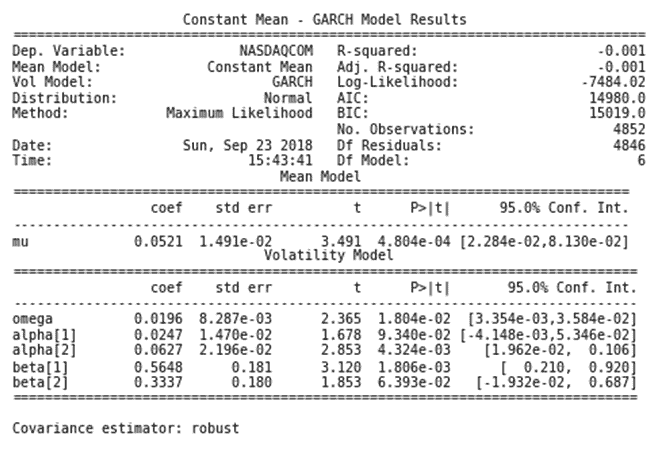 Constant Mean - GARCH Model Results
==============================================================================
Dep. Variable: NASDAQCOM R-squared: -0.001
Mean Model: Constant Mean Adj. R-squared: -0.001
Vol Model: GARCH Log-Likelihood: -7484.02
Distribution: Normal AIC: 14980.0
Method: Maximum Likelihood BIC: 15019.0
No. Observations: 4852
Date: Sun, Sep 23 2018 Df Residuals: 4846
Time: 15:43:41 Df Model: 6
Mean Model
============================================================================
coef std err t P>|t| 95.0% Conf. Int.
----------------------------------------------------------------------------
mu 0.0521 1.491e-02 3.491 4.804e-04 [2.284e-02,8.130e-02]
Volatility Model
=============================================================================
coef std err t P>|t| 95.0% Conf. Int.
-----------------------------------------------------------------------------
omega 0.0196 8.287e-03 2.365 1.804e-02 [3.354e-03,3.584e-02]
alpha[1] 0.0247 1.470e-02 1.678 9.340e-02 [-4.148e-03,5.346e-02]
alpha[2] 0.0627 2.196e-02 2.853 4.324e-03 [1.962e-02, 0.106]
beta[1] 0.5648 0.181 3.120 1.806e-03 [ 0.210, 0.920]
beta[2] 0.3337 0.180 1.853 6.393e-02 [-1.932e-02, 0.687]
=============================================================================
Covariance estimator: robust